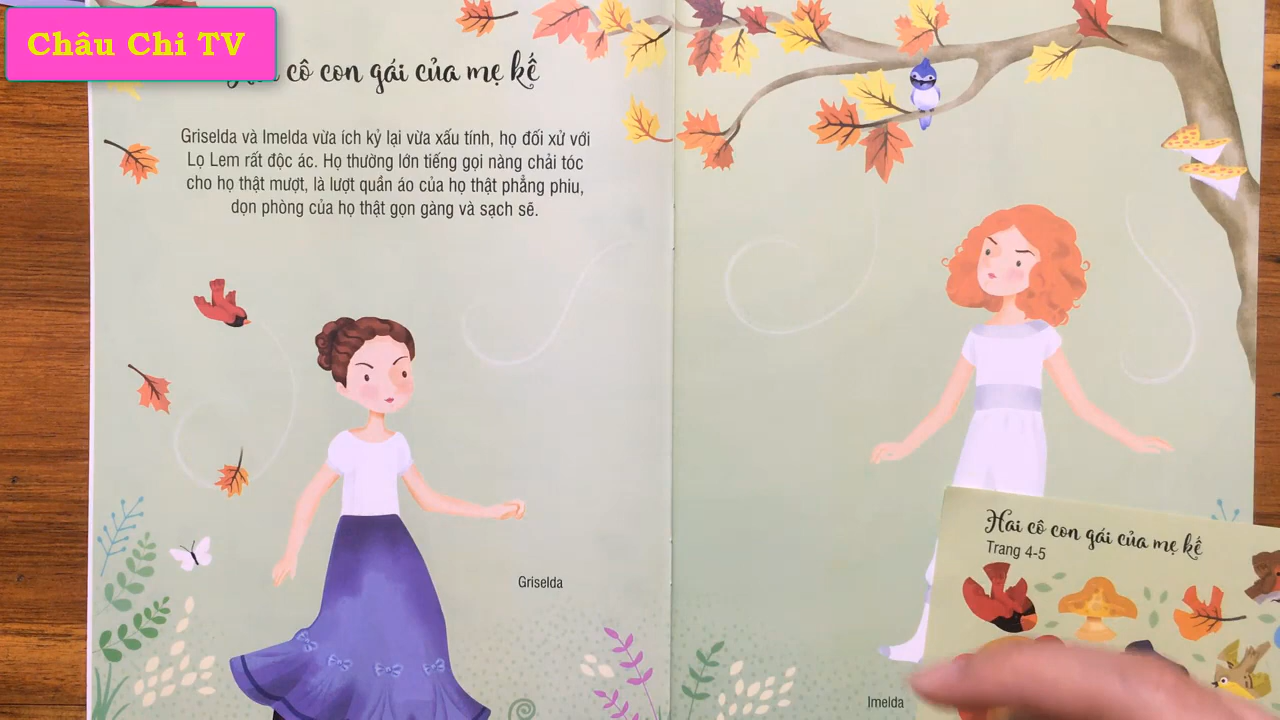 Châu Chi TV
cô con gái của mẹ kế
Griselda và Imelda vừa ích kỷ lại vừa xấu tính, họ đối xử với
Lọ Lem rất độc ác. Họ thường lớn tiếng gọi nàng chải tóc
cho họ thật mượt, là lượt quần áo của họ thật phẳng phiu,
dọn phòng của họ thật gọn gàng và sạch sẽ.
Griselda
Hai cô con gái của mẹ kế
Trang 4-5
Imelda